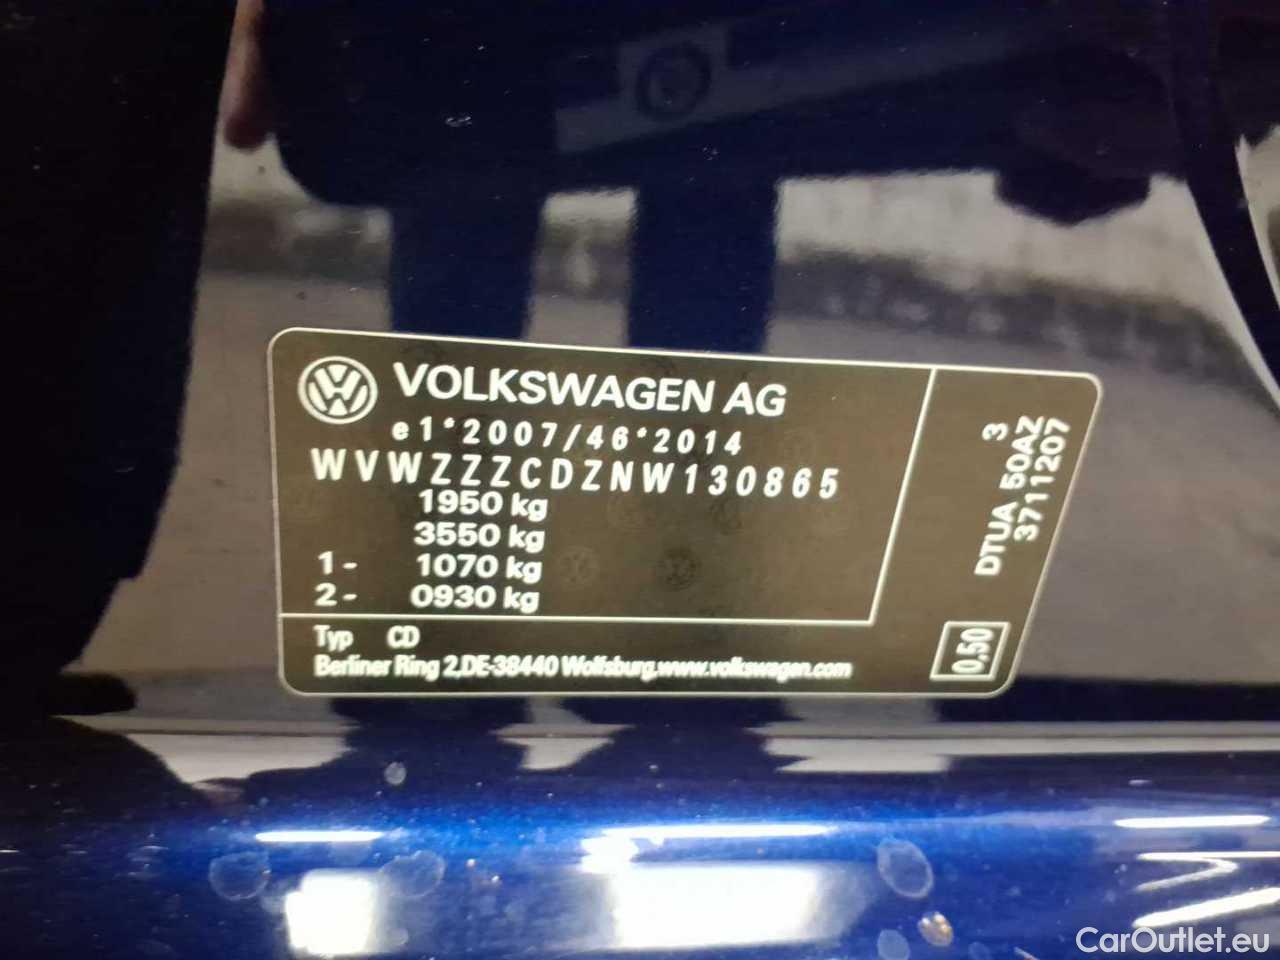 VOLKSWAGEN AG
e1*2007/46*2014
WVWZZZCDZNW130865
1950 kg
3550 kg
1- 1070 kg
2- 0930 kg
Typ CD
Berliner Ring 2,DE-38440 Wolfsburg,www.volkswagen.com
3
DTUA 50AZ
3711207
0,50
CarOutlet.eu